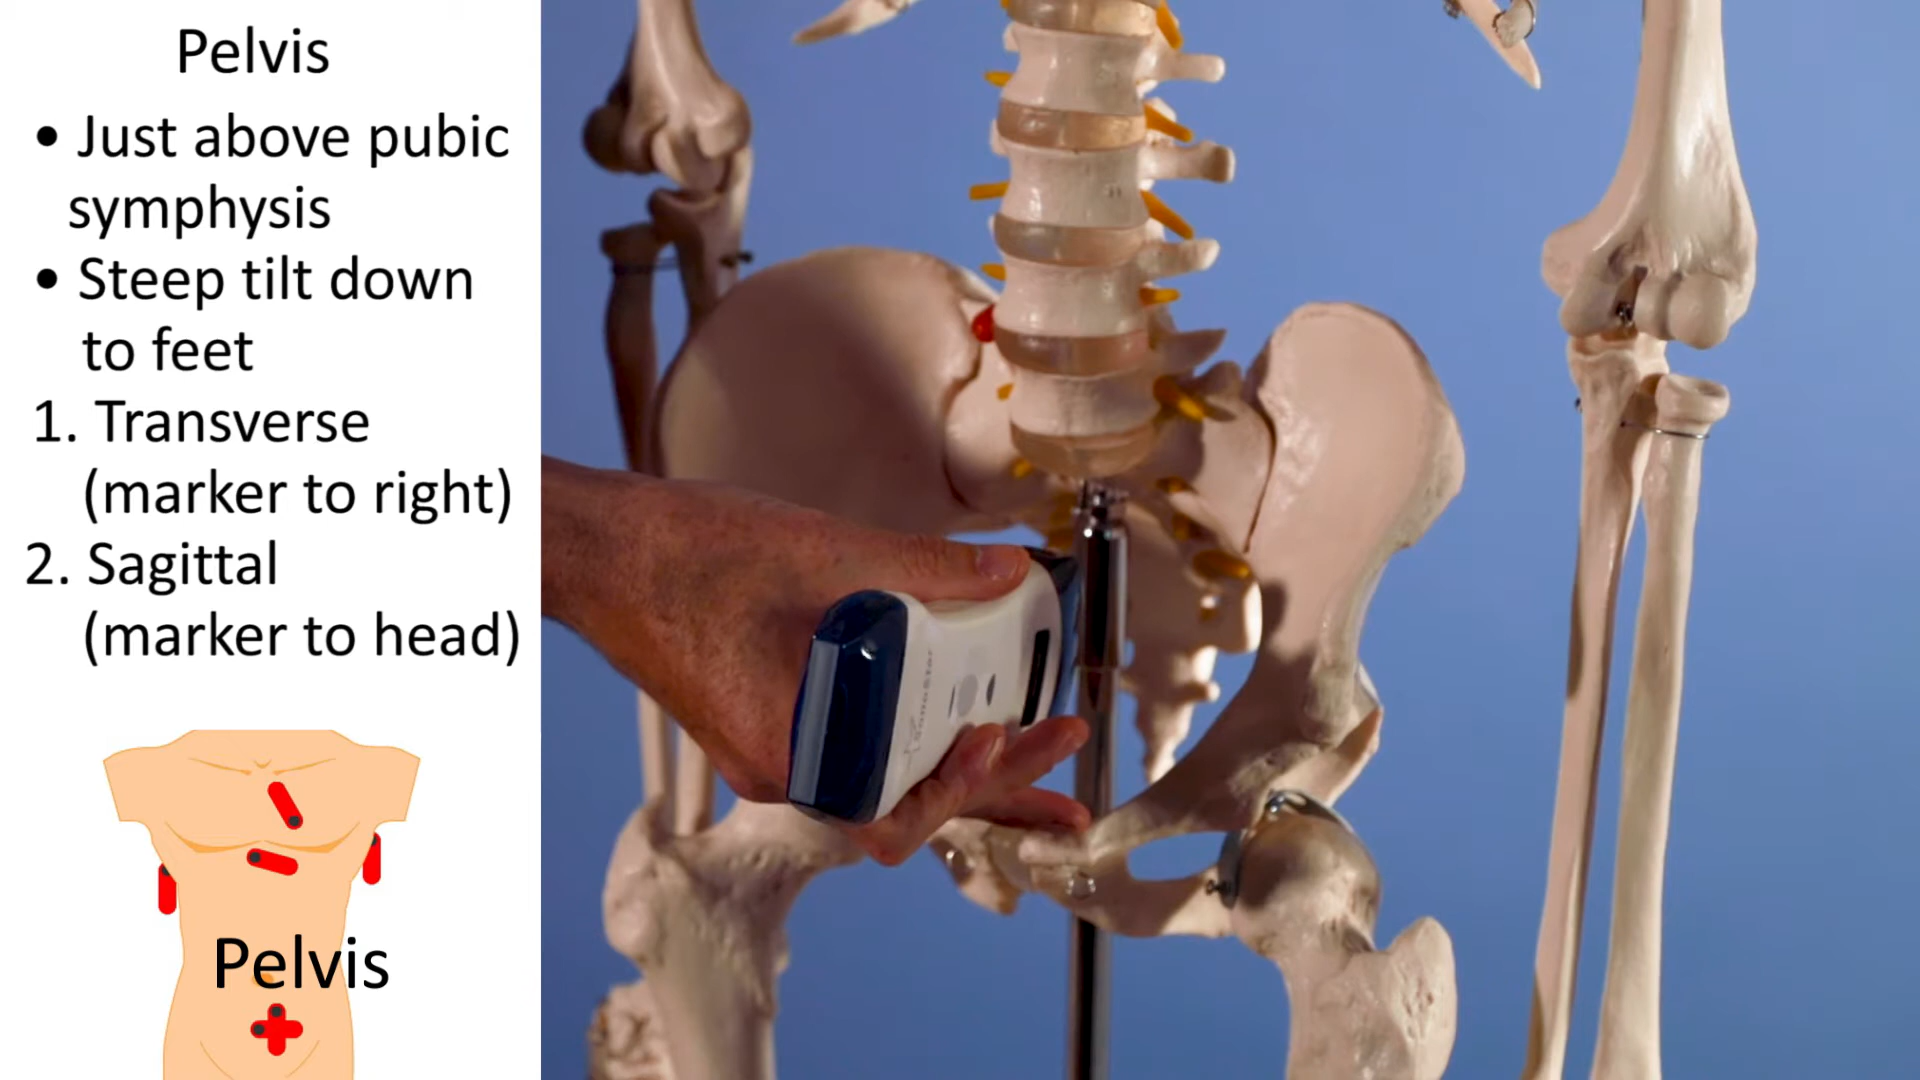 Pelvis
• Just above pubic
symphysis
• Steep tilt down
to feet
1. Transverse
(marker to right)
2. Sagittal
(marker to head)
Pelvis